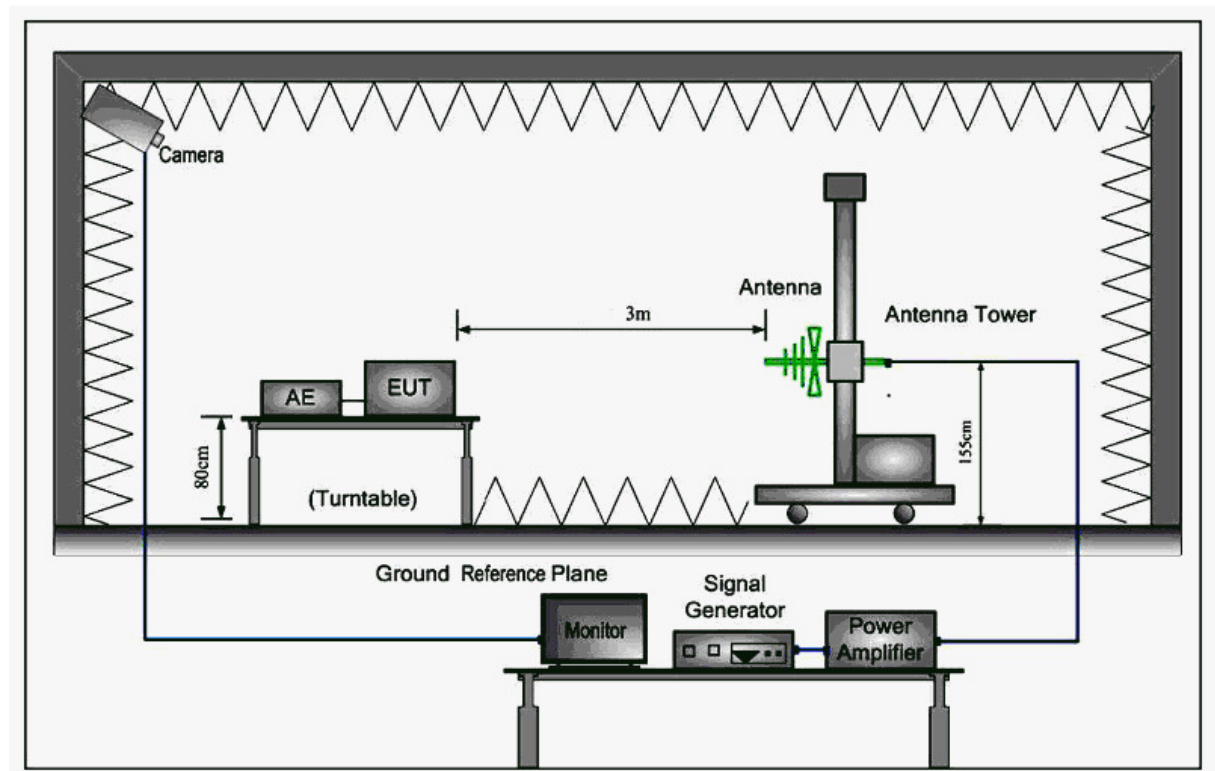 Camera
Antenna
3m
Antenna Tower
AE
EUT
80cm
155cm
(Turntable)
Ground Reference Plane
Signal
Generator
Monitor
Power
Amplifier